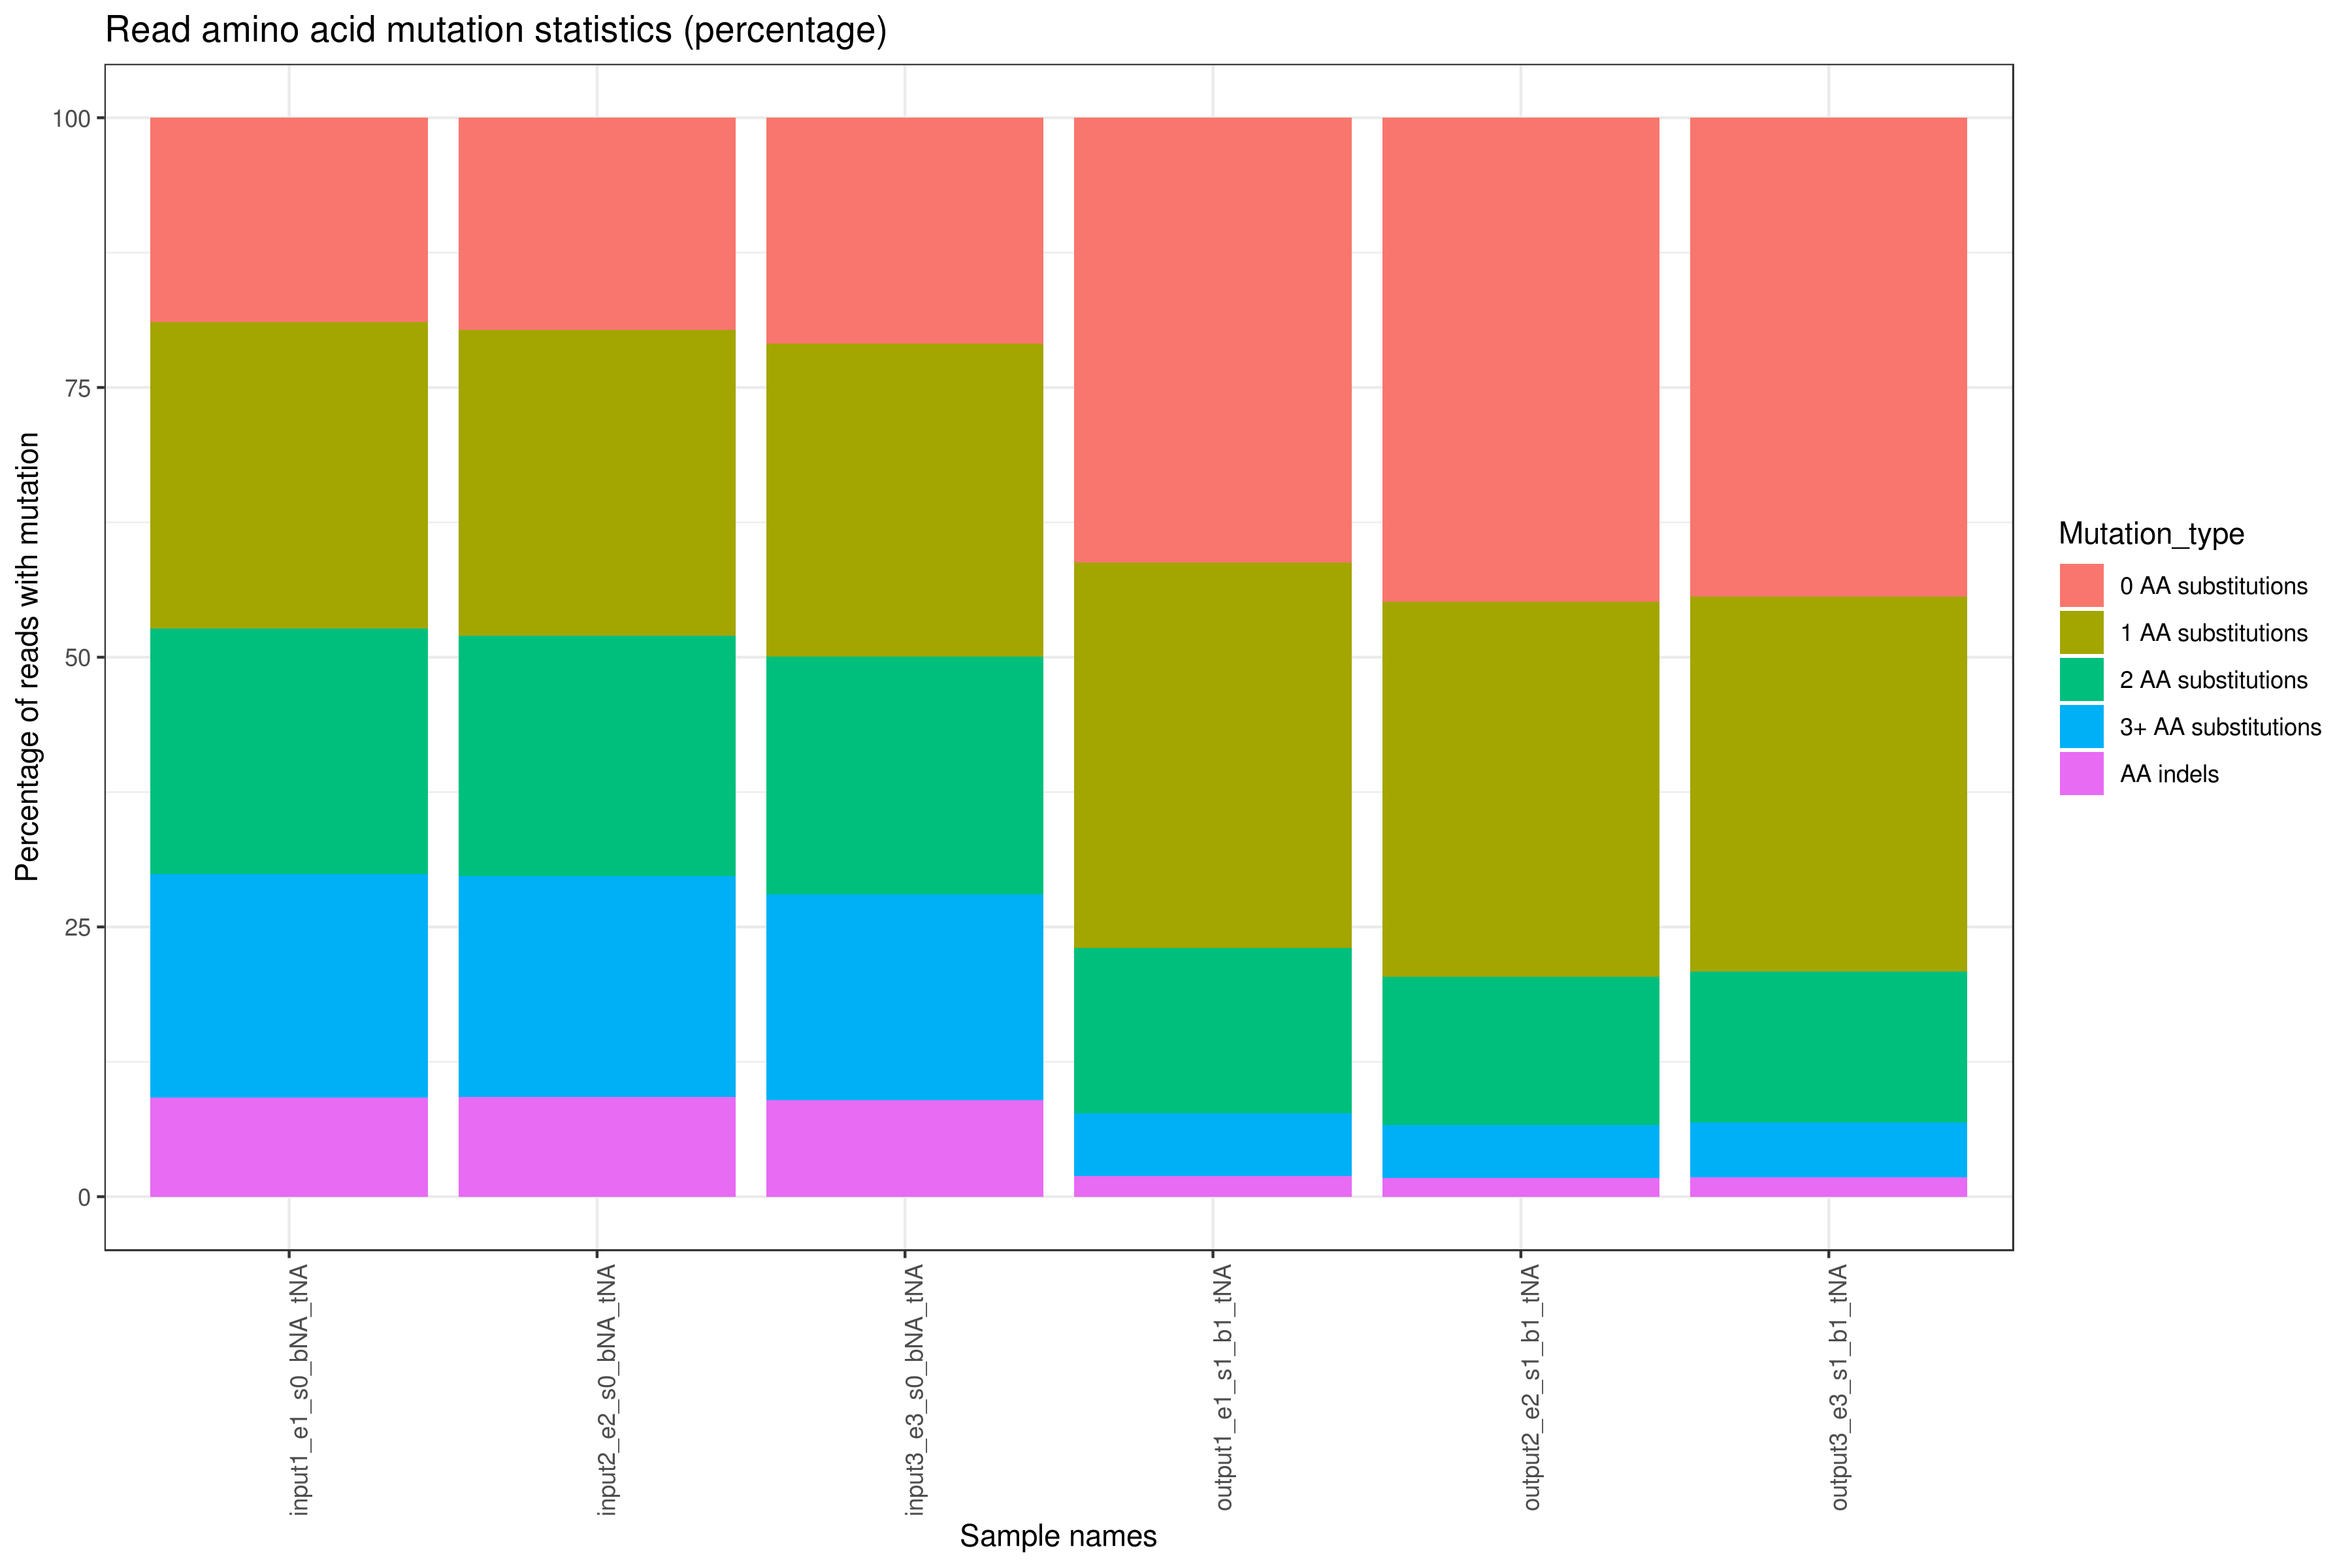 Read amino acid mutation statistics (percentage)
Percentage of reads with mutation
100
75
50
25
0
input1_e1_s0_bNA_tNA
input2_e2_s0_bNA_tNA
input3_e3_s0_bNA_tNA
output1_e1_s1_b1_tNA
output2_e2_s1_b1_tNA
output3_e3_s1_b1_tNA
Sample names
Mutation_type
0 AA substitutions
1 AA substitutions
2 AA substitutions
3+ AA substitutions
AA indels